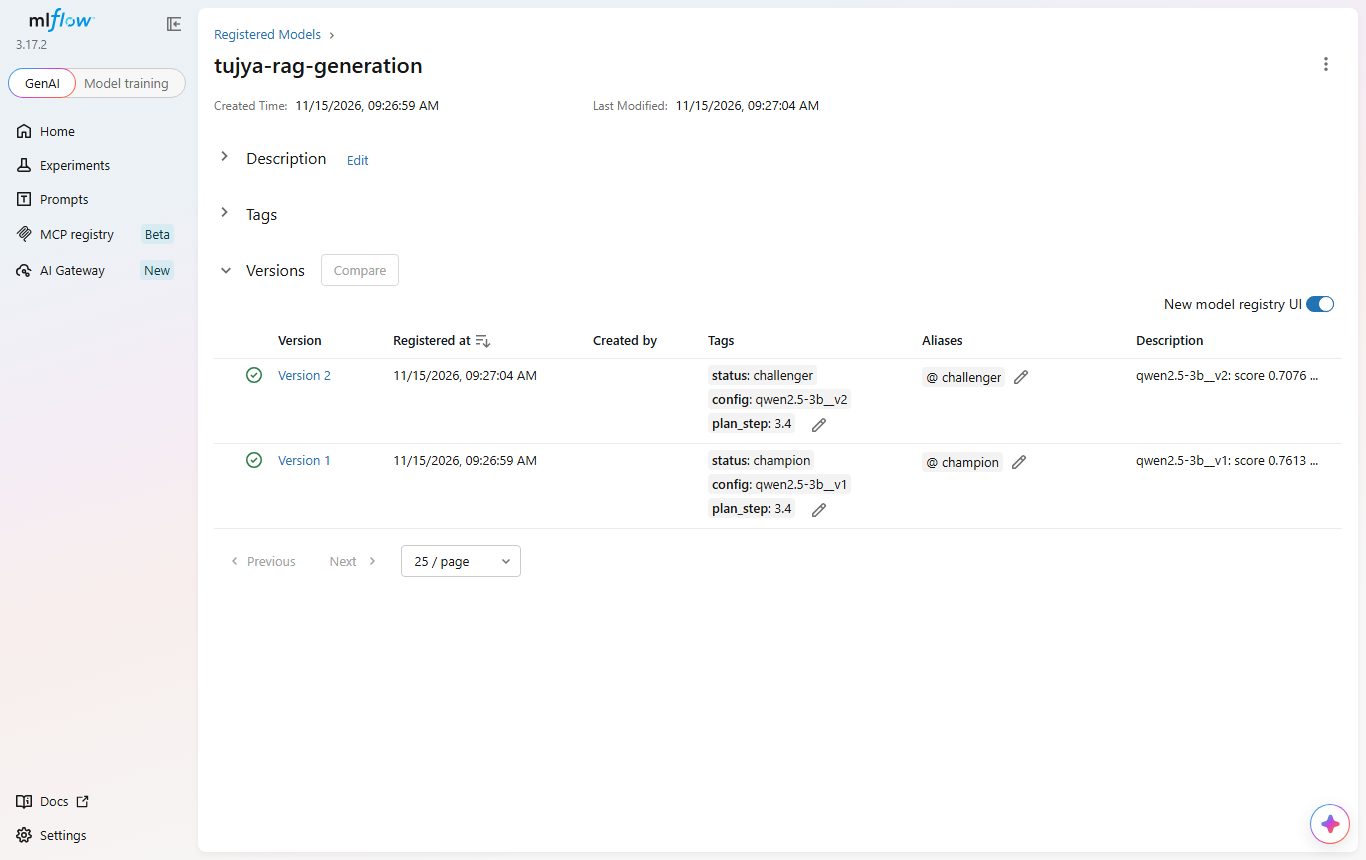 mlflow
3.17.2
GenAI Model training
Home
Experiments
Prompts
MCP registry Beta
AI Gateway New
Docs
Settings
Registered Models
tujya-rag-generation
Created Time: 11/15/2026, 09:26:59 AM Last Modified: 11/15/2026, 09:27:04 AM
Description Edit
Tags
Versions Compare
New model registry UI
Version Registered at Created by Tags Aliases Description
Version 2 11/15/2026, 09:27:04 AM status: challenger @ challenger qwen2.5-3b__v2: score 0.7076 ...
config: qwen2.5-3b__v2
plan_step: 3.4
Version 1 11/15/2026, 09:26:59 AM status: champion @ champion qwen2.5-3b__v1: score 0.7613 ...
config: qwen2.5-3b__v1
plan_step: 3.4
Previous Next 25 / page